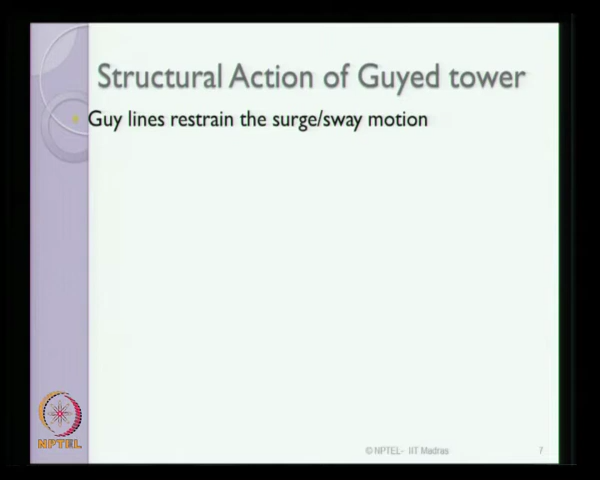 Structural Action of Guyed tower
Guy lines restrain the surge/sway motion
NPTEL
© NPTEL- IIT Madras
7